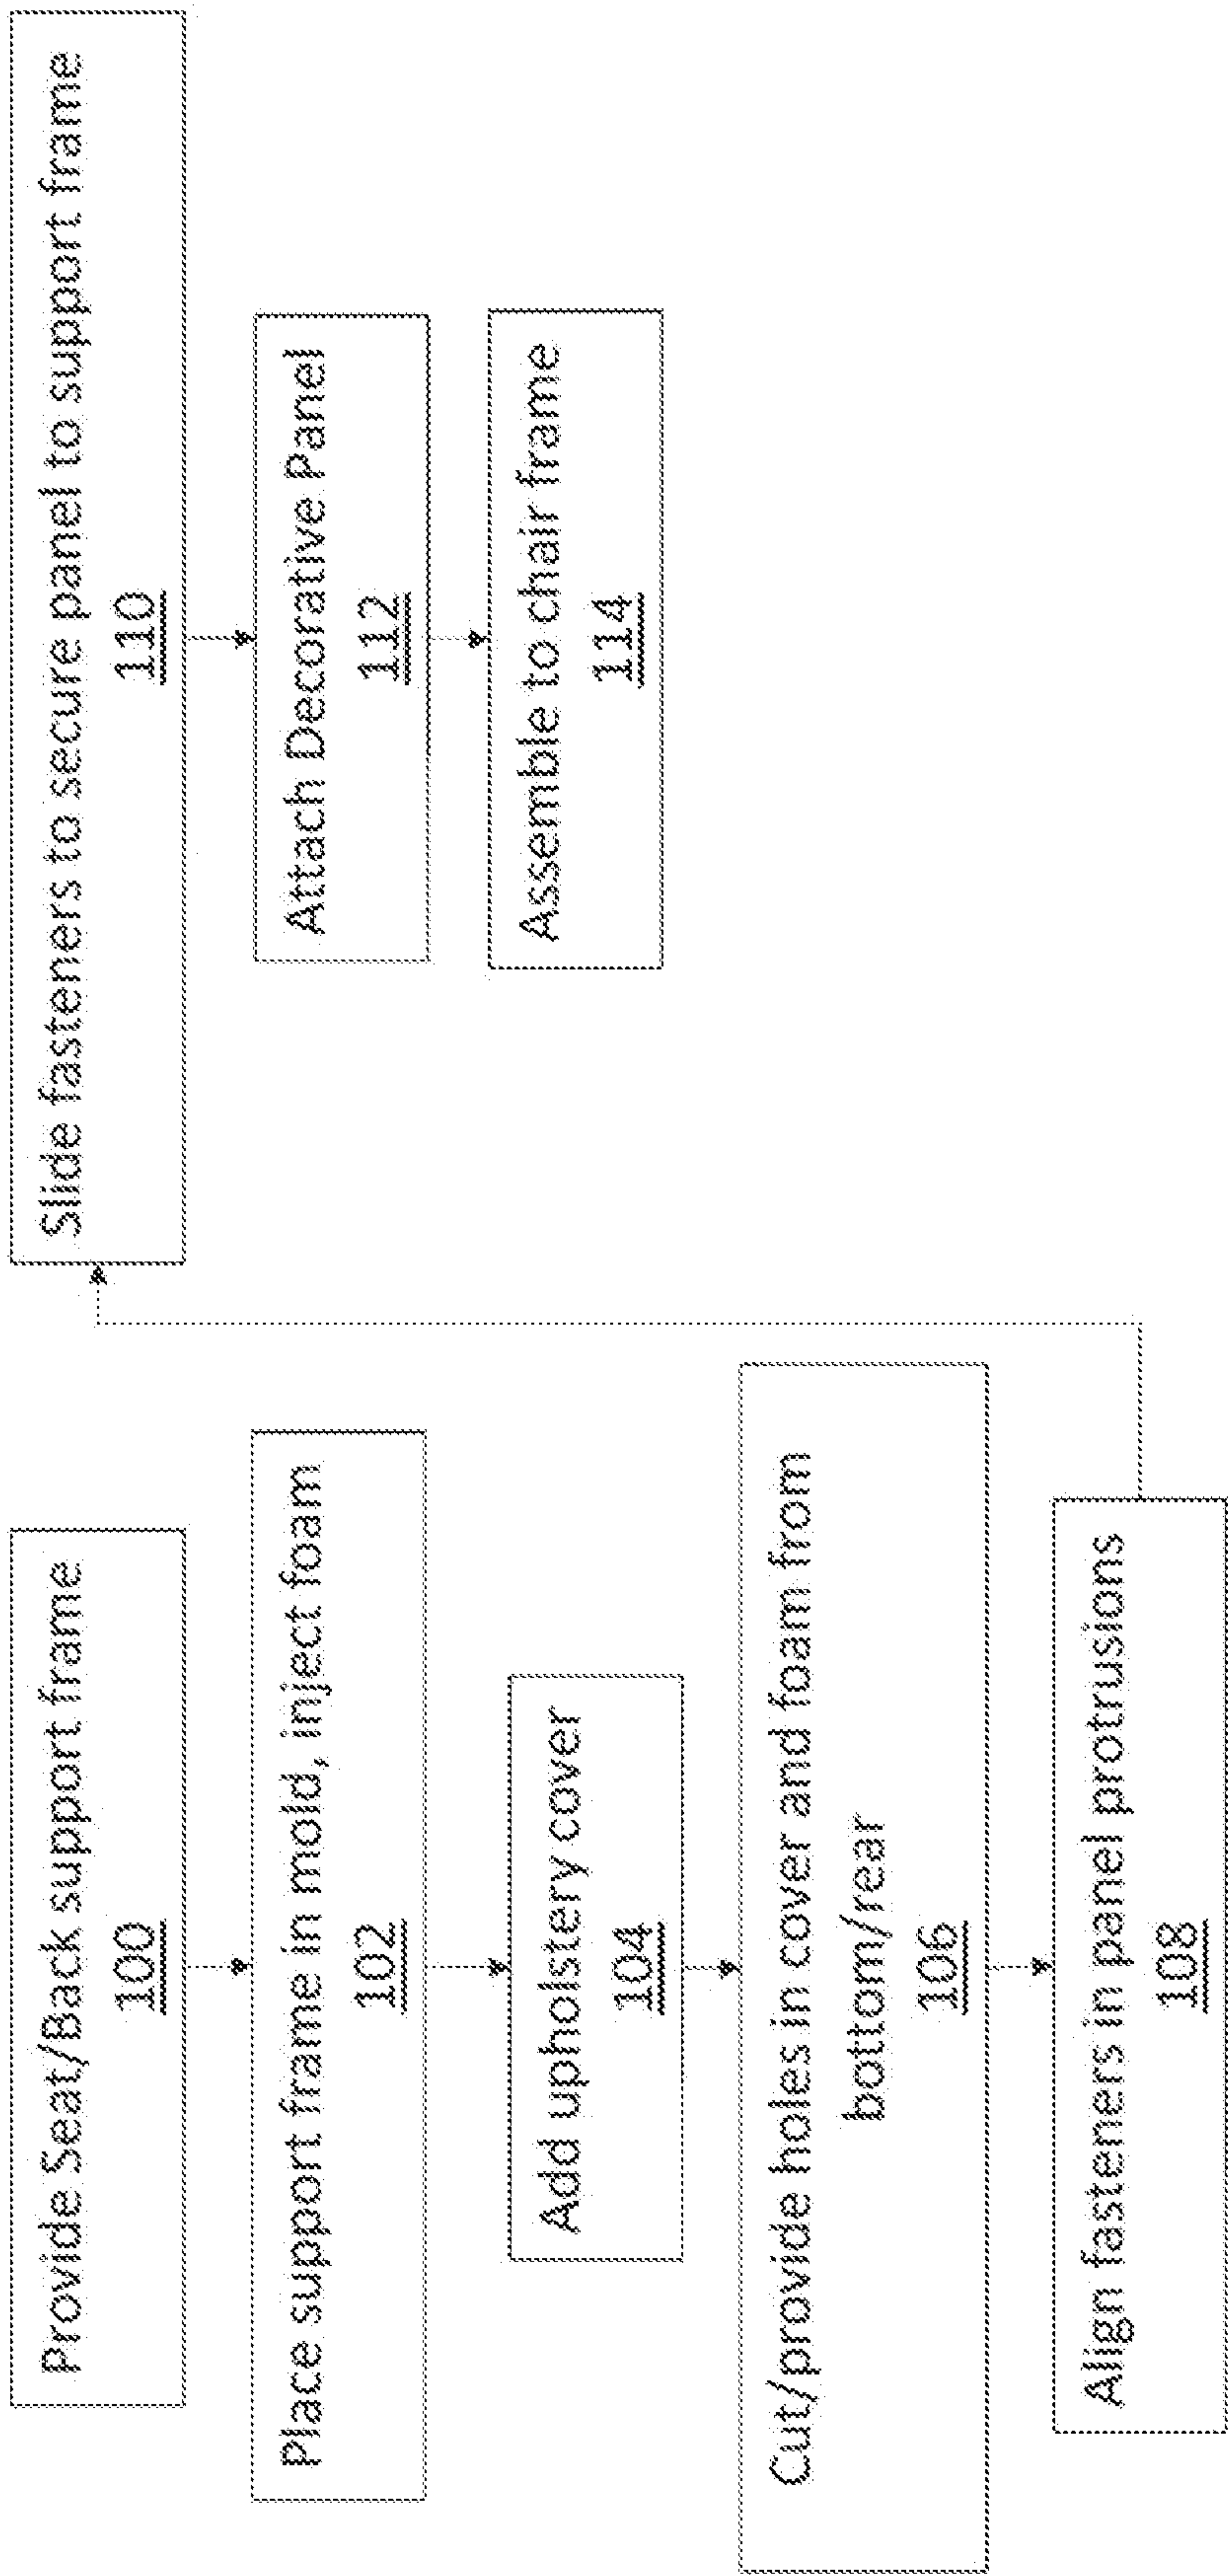 Provide Seat/Back support frame
100
Place support frame in mold, inject foam
102
Add upholstery cover
104
Cut/provide holes in cover and foam from
bottom/rear
106
Align fasteners in panel protrusions
108
Slide fasteners to secure panel to support frame
110
Attach Decorative Panel
112
Assemble to chair frame
114